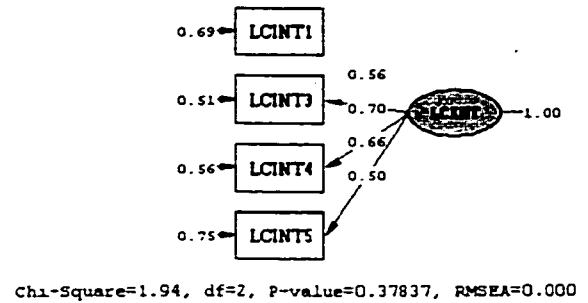 0.69 LCINT1
0.56
0.51 LCINT3 0.70 LCINT 1.00
0.66
0.56 LCINT4
0.50
0.75 LCINT5
Chi-Square=1.94, df=2, P-value=0.37837, RMSEA=0.000